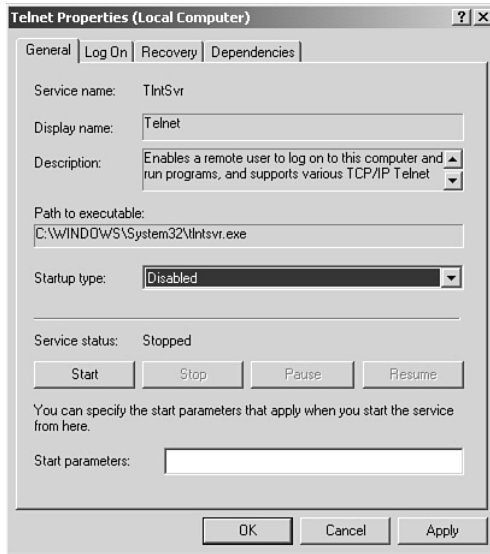 Telnet Properties (Local Computer)
General Log On Recovery Dependencies
Service name: TlntSvr
Display name: Telnet
Description: Enables a remote user to log on to this computer and
run programs, and supports various TCP/IP Telnet
Path to executable:
C:\WINDOWS\System32\tlntsvr.exe
Startup type: Disabled
Service status: Stopped
Start Stop Pause Resume
You can specify the start parameters that apply when you start the service
from here.
Start parameters:
OK Cancel Apply